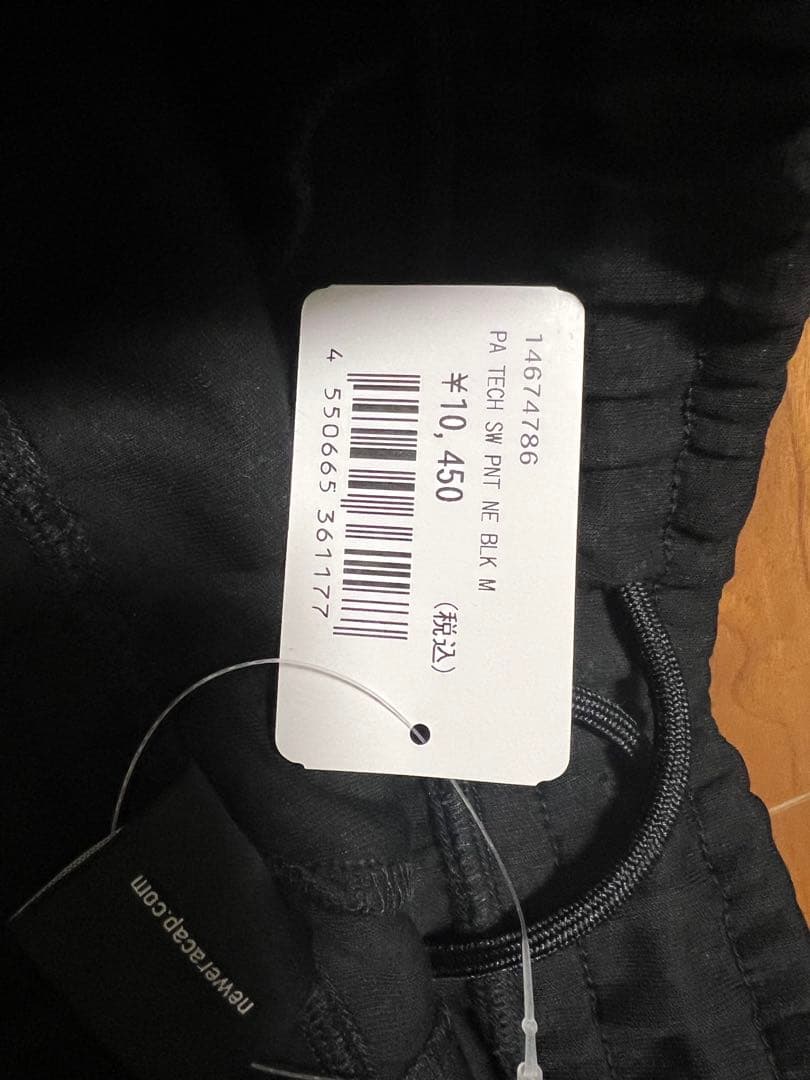 14674786
PA TECH SW PNT NE BLK M
¥10,450 (税込)
4 550665 361177
neweracap.com